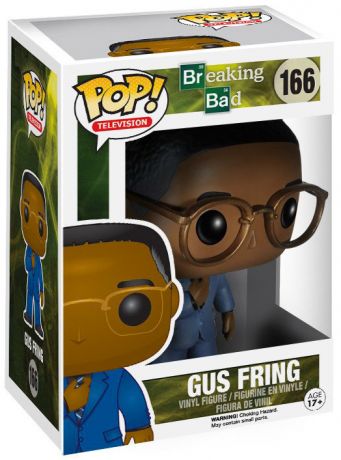 POP!
TELEVISION
Breaking
Bad
166
GUS FRING
166
GUS FRING
VINYL FIGURE / FIGURINE EN VINYLE /
FIGURA DE VINIL
WARNING: Choking Hazard.
May contain small parts.
AGE
17+